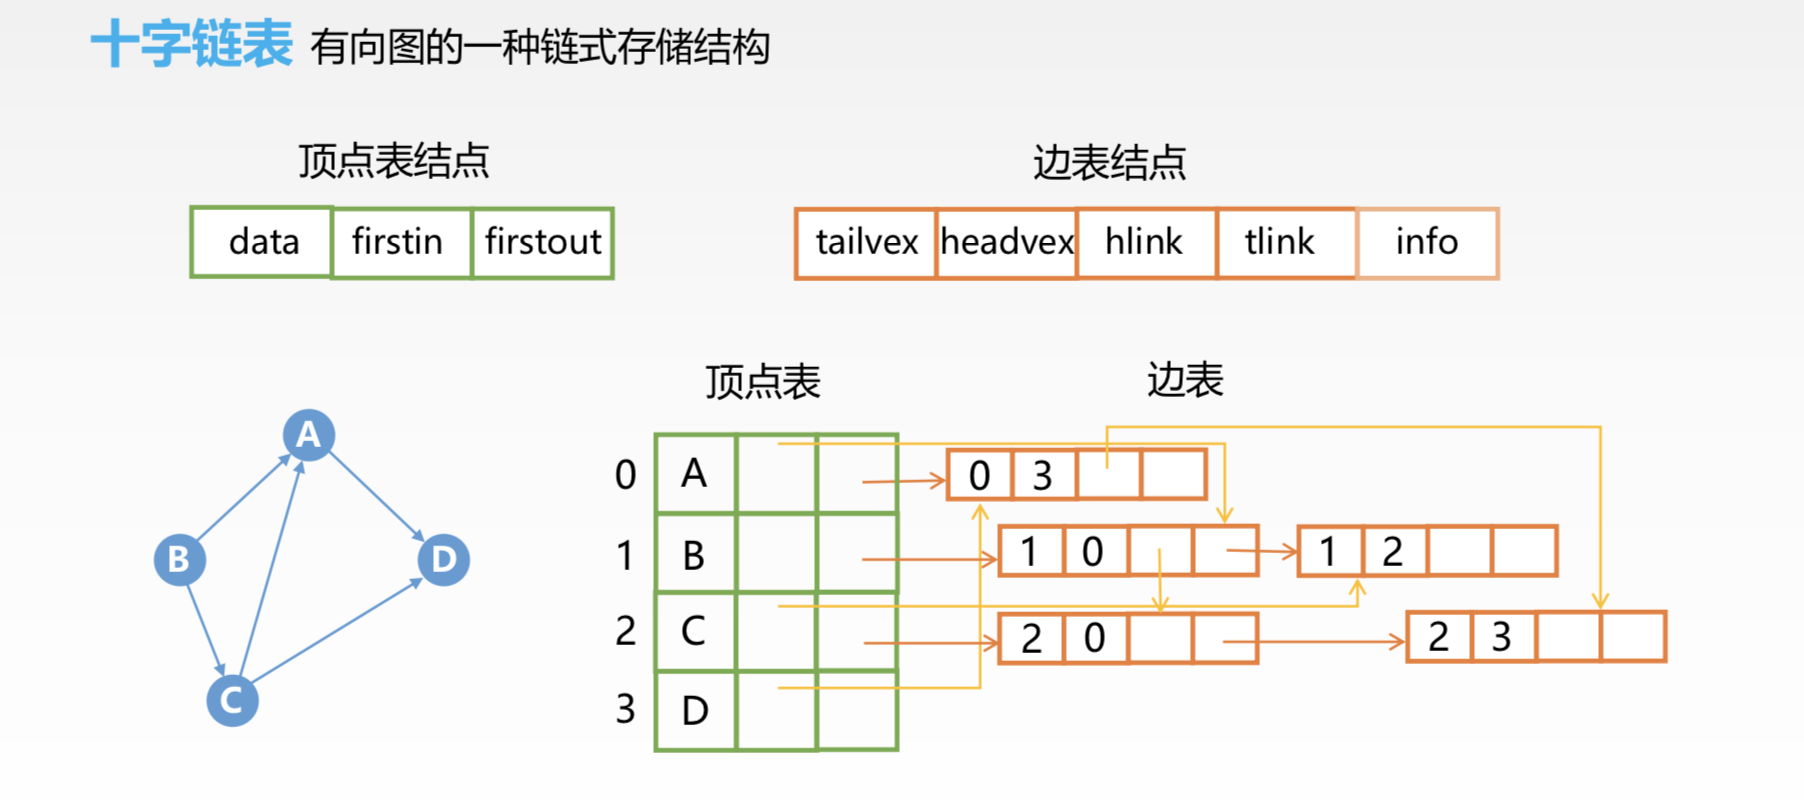 十字链表 有向图的一种链式存储结构
顶点表结点 边表结点
data firstin firstout tailvex headvex hlink tlink info
顶点表 边表
A
B
C
D
0 A 0 3
1 B 1 0 1 2
2 C 2 0 2 3
3 D